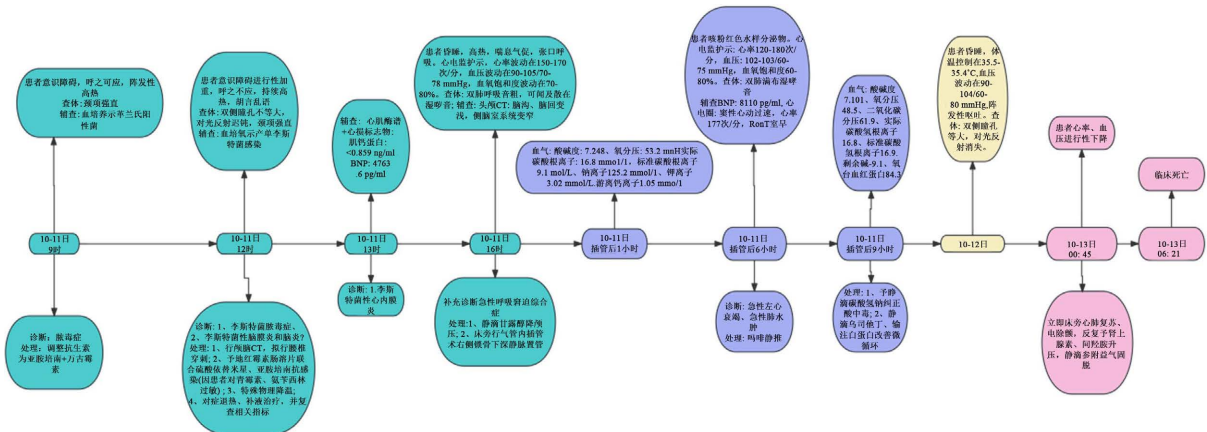 患者意识障碍，呼之可应，阵发性
高热
查体：颈项强直
辅查：血培养示革兰氏阳
性菌
10-11日
9时
诊断：脓毒症
处理：调整抗生素
为亚胺培南+万古霉
素
患者意识障碍进行性加
重，呼之不应，持续高热，
胡言乱语
查体：双侧瞳孔不等大，
对光反射迟钝，颈项强直
辅查：血培氧示产单李斯
特菌感染
10-11日
12时
诊断：1、李斯特菌脓毒症、
2、李斯特菌性脑膜炎和脑炎？
处理：1、行颅脑CT，拟行腰椎
穿刺；2、予地红霉素肠溶片联
合硫酸依替米星、亚胺培南抗感
染(因患者对青霉素、氨苄西林
过敏)；3、特殊物理降温；
4、对症退热、补液治疗，并复
查相关指标
辅查：心肌酶谱
+心损标志物：
肌钙蛋白：
<0.859 ng/ml
BNP: 4763
.6 pg/ml
10-11日
13时
诊断：1.李斯
特菌性心内膜
炎
患者昏睡，高热，喘息气促，张口呼
吸。心电监护示，心率波动在150-170
次/分，血压波动在90-105/70-
78 mmHg，血氧饱和度波动在70-
80%。查体：双肺呼吸音粗，可闻及散在
湿啰音；辅查：头颅CT：脑沟、脑回变
浅，侧脑室系统变窄
10-11日
16时
补充诊断急性呼吸窘迫综合
症
处理:1、静滴甘露醇降颅
压；2、床旁行气管内插管
术右侧锁骨下深静脉置管
血气：酸碱度：7.248、氧分压：53.2 mnH实际
碳酸根离子：16.8 mmo1/1、标准碳酸根离子
9.1 mol/L、钠离子125.2 mmol/1、钾离子
3.02 mmol/L.游离钙离子1.05 mmo/1
10-11日
插管后1小时
患者咳粉红色水样分泌物。心
电监护示：心率120-180次/
分，血压：102-103/60-
75 mmHg，血氧饱和度60-
80%。查体：双肺满布湿啰音
辅查BNP: 8110 pg/ml，心
电圈：窦性心动过速，心率
177次/分，RonT室早
10-11日
插管后6小时
诊断：急性左心
衰竭、急性肺水
肿
处理：吗啡静推
血气：酸碱度
7.101、氧分压
48.5、二氧化碳
分压61.9、实际
碳酸氢根离子
16.8、标准碳酸
氢根离子16.9.
剩余碱-9.1、氧
合血红蛋白84.3
10-11日
插管后9小时
处理：1、予静
滴碳酸氢钠纠正
酸中毒；2、静
滴乌司他丁、输
注白蛋白改善微
循环
患者昏睡，体
温控制在35.5-
35.4℃,血压
波动在90-
104/60-
80 mmHg,阵
发性呕吐。查
体：双侧瞳孔
等大，对光反
射消失。
10-12日
患者心率、血
压进行性下降
10-13日
00: 45
立即床旁心肺复苏、
电除颤，反复予肾上
腺素、间羟胺升
压，静滴参附益气固
脱
临床死亡
10-13日
06: 21